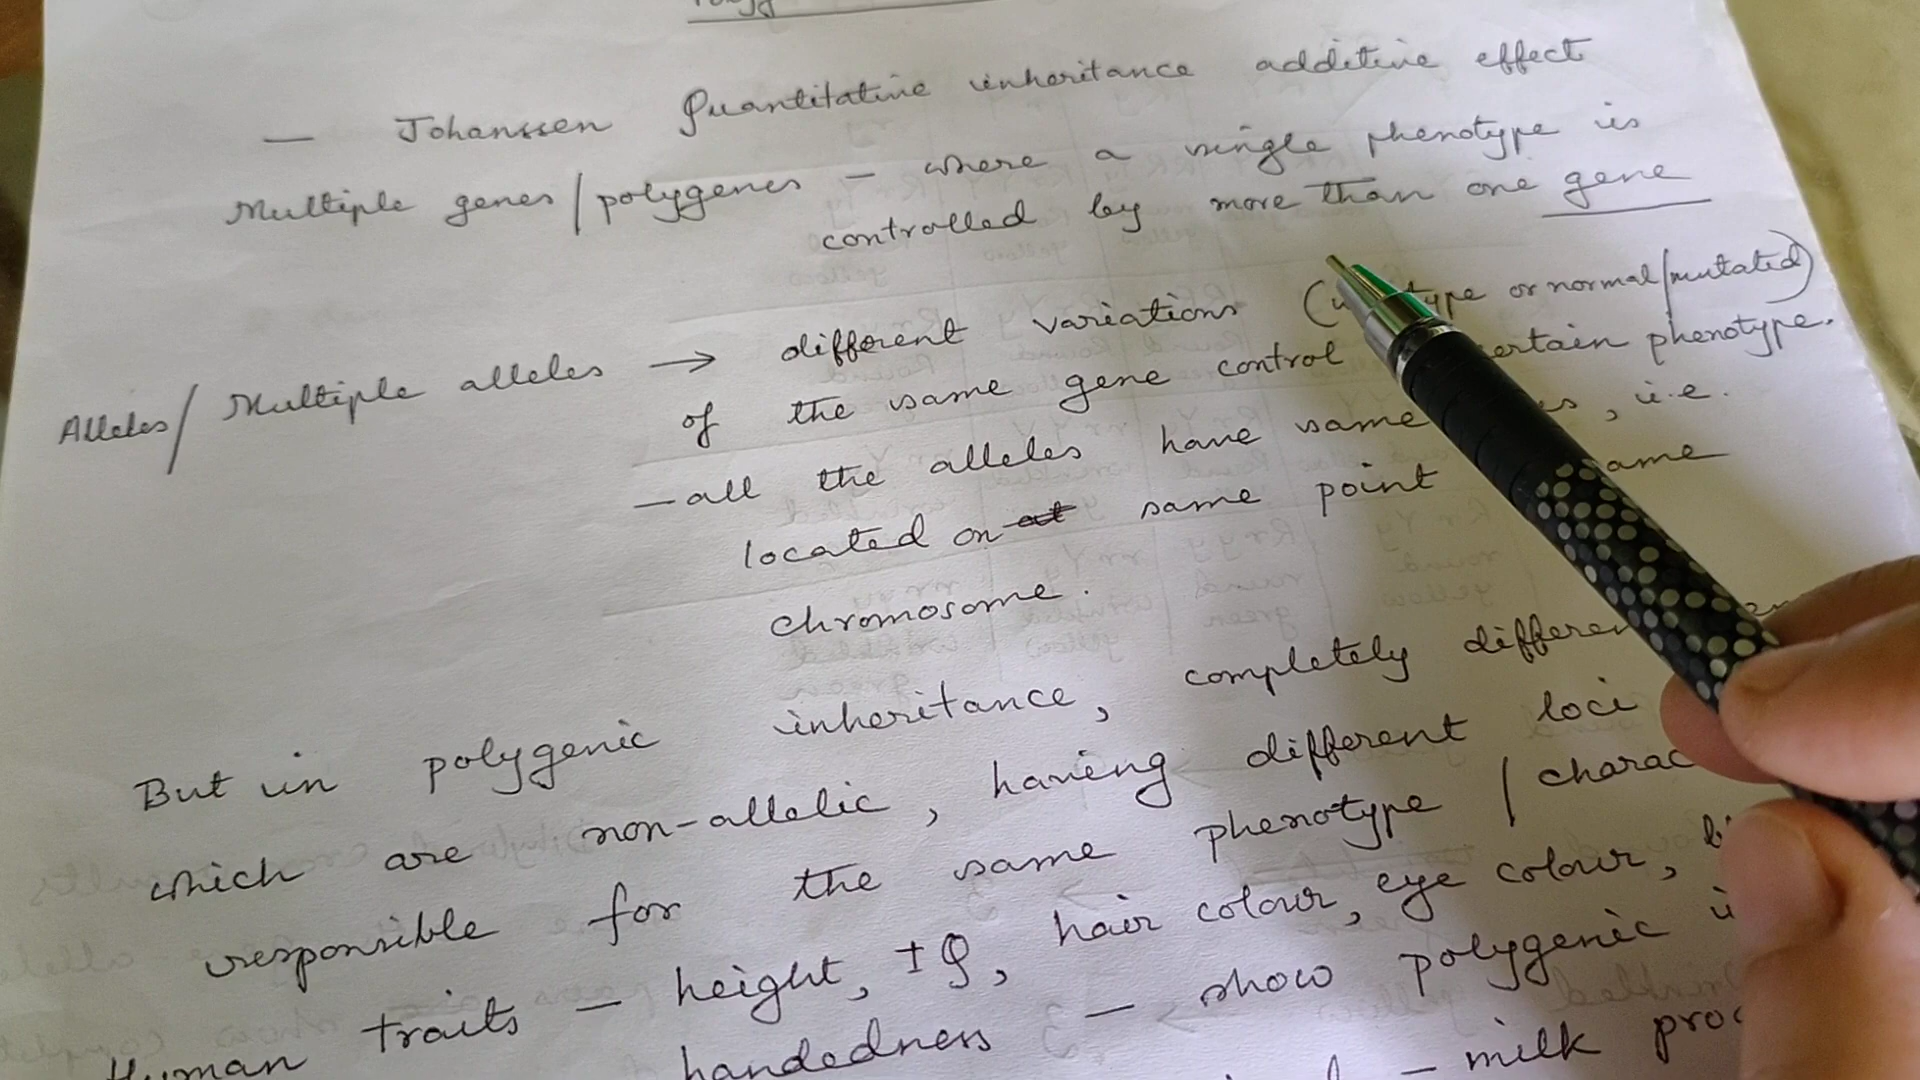 — Johanssen Quantitative inheritance additive effect
Multiple genes/polygenes - where a single phenotype is
controlled by more than one gene
Alleles/Multiple alleles → different variations ( type or normal/mutated)
of the same gene control certain phenotype.
— all the alleles have same , i.e.
located on at same point same
chromosome.
But in polygenic inheritance, completely different
which are non-allelic, having different loci
responsible for the same phenotype /
Human traits - height, IQ, hair colour, eye colour,
handedness — show polygenic
- milk